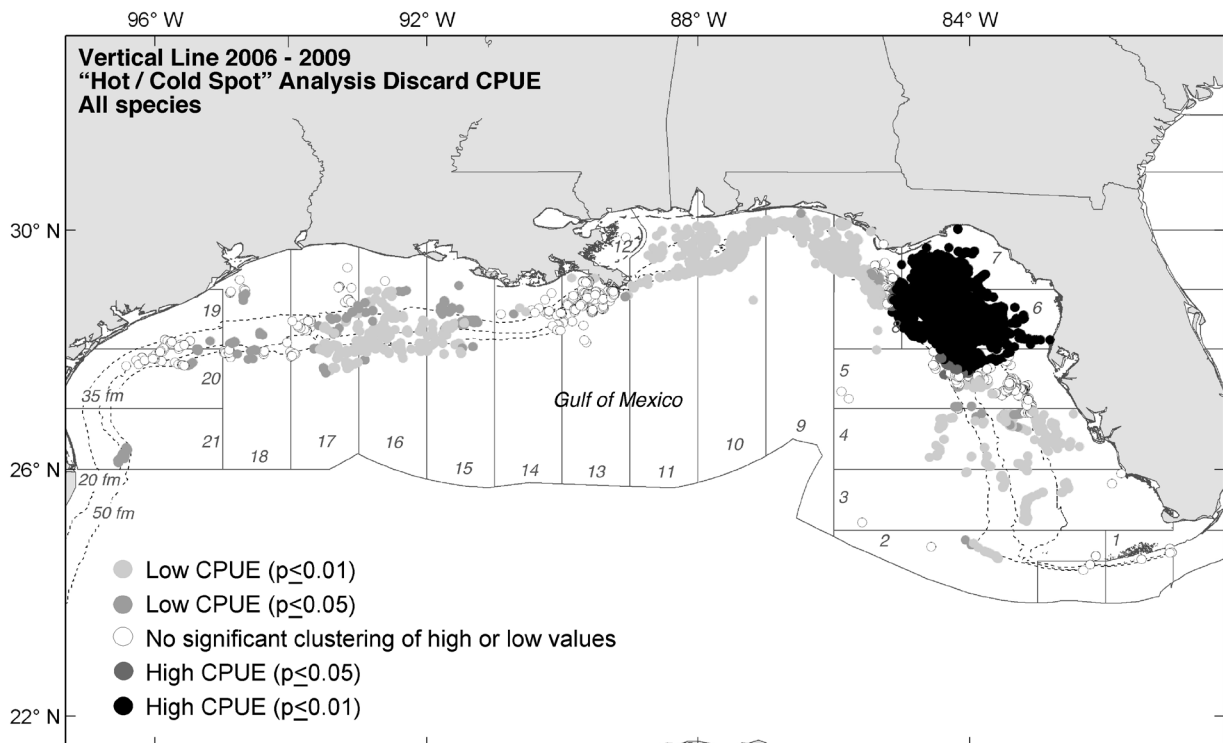 96° W 92° W 88° W 84° W
Vertical Line 2006 - 2009
“Hot / Cold Spot” Analysis Discard CPUE
All species
30° N
12
7
19
6
8
20
5
35 fm
Gulf of Mexico
9
21
18
17
16
15
14
13
11
10
4
26° N
20 fm
3
50 fm
2
1
Low CPUE (p≤0.01)
Low CPUE (p≤0.05)
No significant clustering of high or low values
High CPUE (p≤0.05)
High CPUE (p≤0.01)
22° N